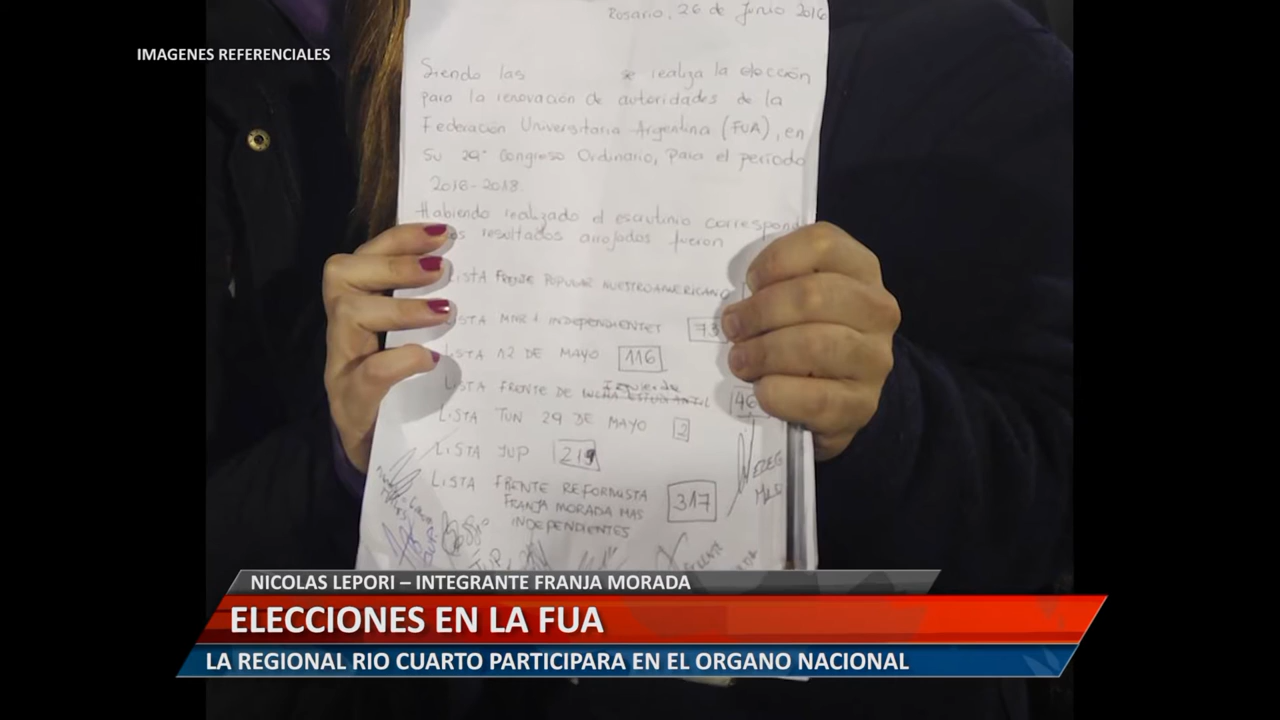 IMAGENES REFERENCIALES
Rosario, 26 de Junio 2016
Siendo las se realiza la elección
para la renovación de autoridades de la
Federación Universitaria Argentina (FUA), en
Su 29° Congreso Ordinario, Para el período
2016-2018.
Habiendo realizado el escrutinio correspond
os resultados arrojados fueron
LISTA FRENTE POPULAR NUESTROAMERICANO
LISTA MNR + INDEPENDIENTES 73
LISTA 12 DE MAYO 116
LISTA FRENTE DE Izquierda LUCHA ESTUDIANTIL 46
LISTA TUN 29 DE MAYO 2
LISTA JUP 219
LISTA FRENTE REFORMISTA 317
FRANJA MORADA MAS
INDEPENDIENTES
NICOLAS LEPORI – INTEGRANTE FRANJA MORADA
ELECCIONES EN LA FUA
LA REGIONAL RIO CUARTO PARTICIPARA EN EL ORGANO NACIONAL